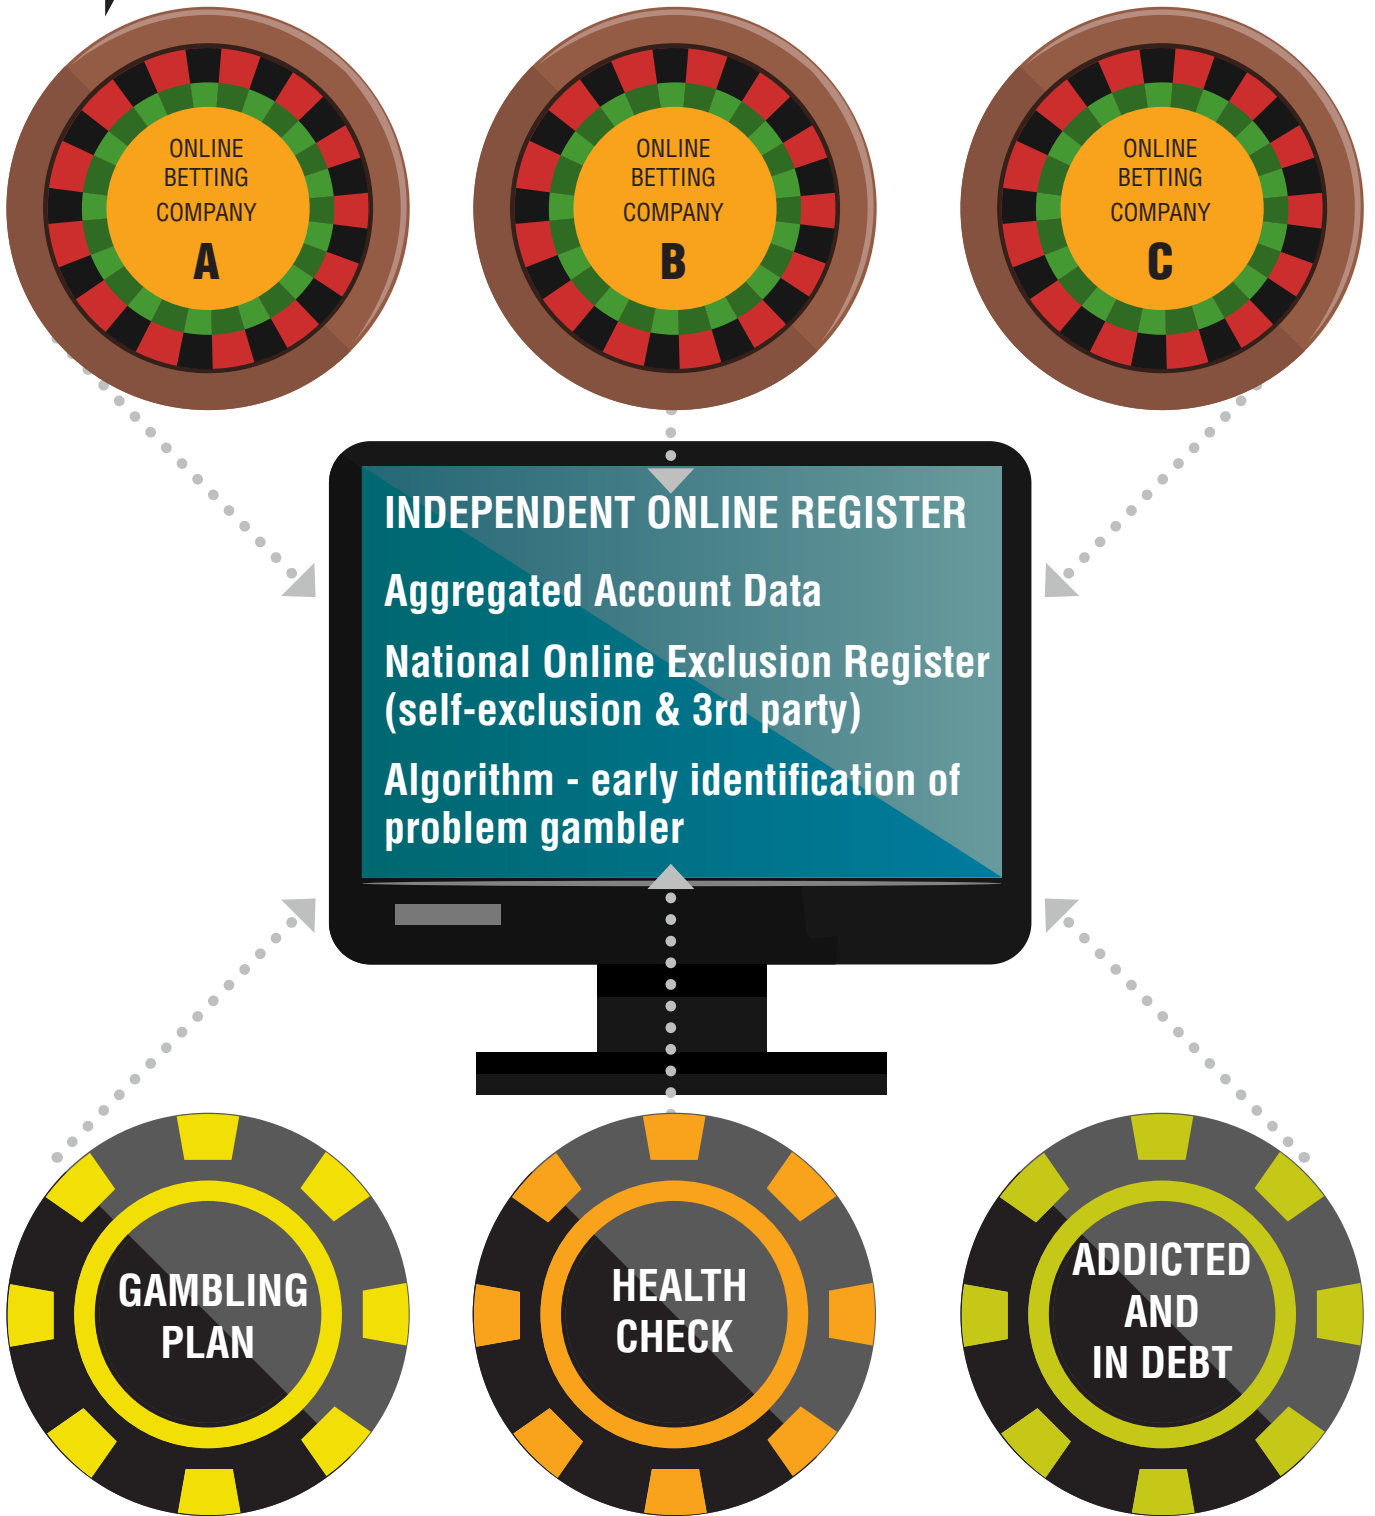 ONLINE
BETTING
COMPANY
A
ONLINE
BETTING
COMPANY
B
ONLINE
BETTING
COMPANY
C
INDEPENDENT ONLINE REGISTER
Aggregated Account Data
National Online Exclusion Register
(self-exclusion & 3rd party)
Algorithm - early identification of
problem gambler
GAMBLING
PLAN
HEALTH
CHECK
ADDICTED
AND
IN DEBT